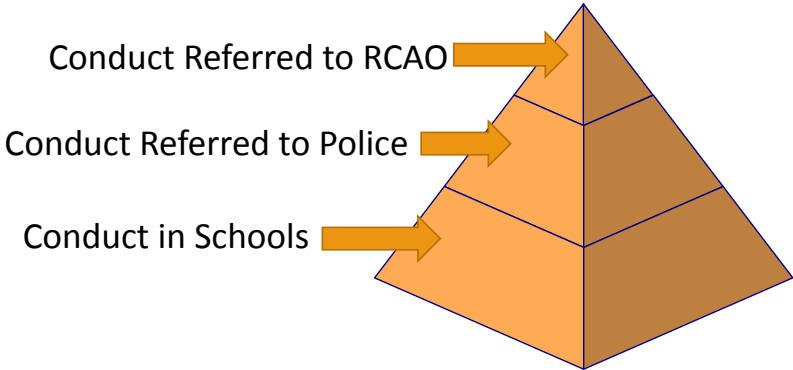 Conduct Referred to RCAO
Conduct Referred to Police
Conduct in Schools